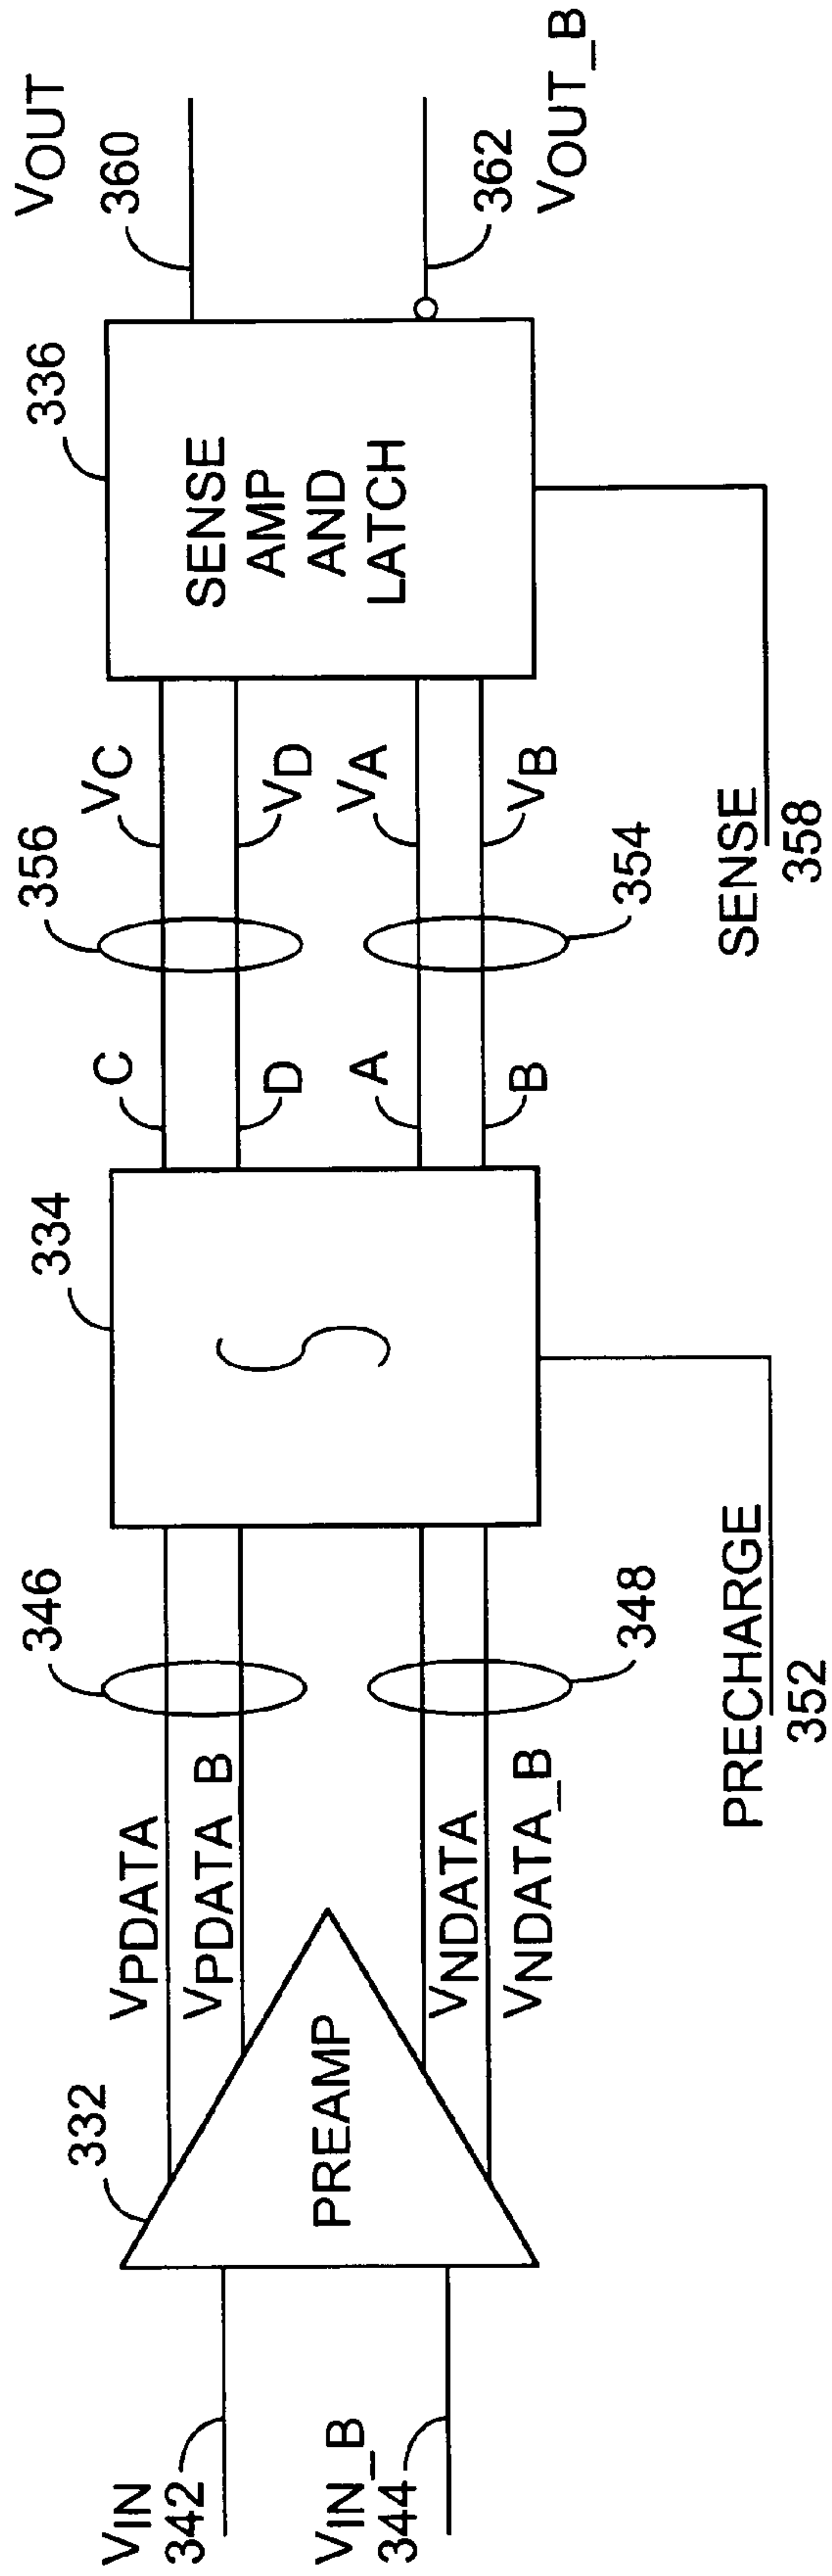 VIN
342
VIN_B
344
332
PREAMP
VPDATA
VPDATA_B
VNDATA
VNDATA_B
346
348
334
∫
PRECHARGE
352
C
D
A
B
356
354
VC
VD
VA
VB
336
SENSE
AMP
AND
LATCH
SENSE
358
VOUT
360
362
VOUT_B